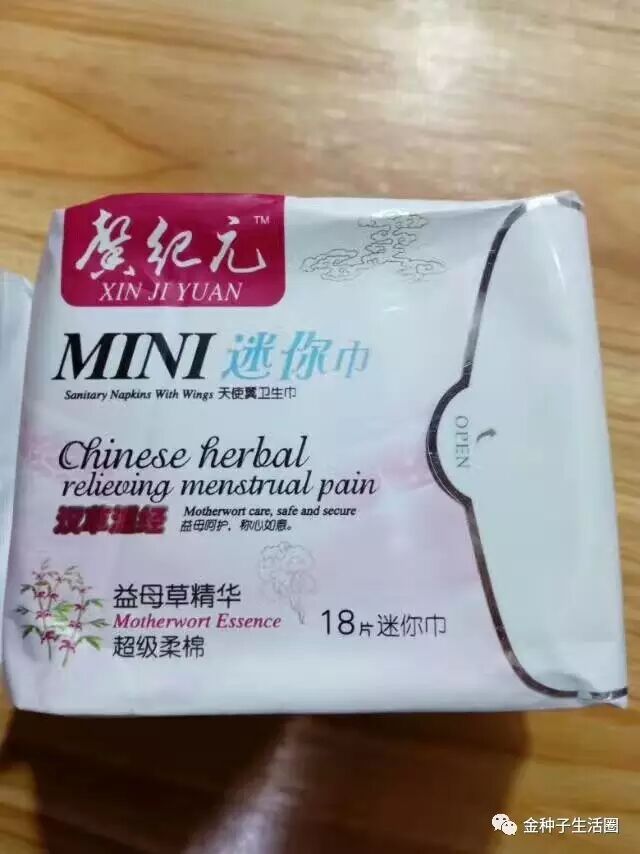 馨纪元™
XIN JI YUAN
MINI 迷你巾
Sanitary Napkins With Wings 天使翼卫生巾
Chinese herbal
relieving menstrual pain
汉草温经 Motherwort care, safe and secure
益母呵护，称心如意。
OPEN
益母草精华
Motherwort Essence
超级柔棉
18片迷你巾
金种子生活圈